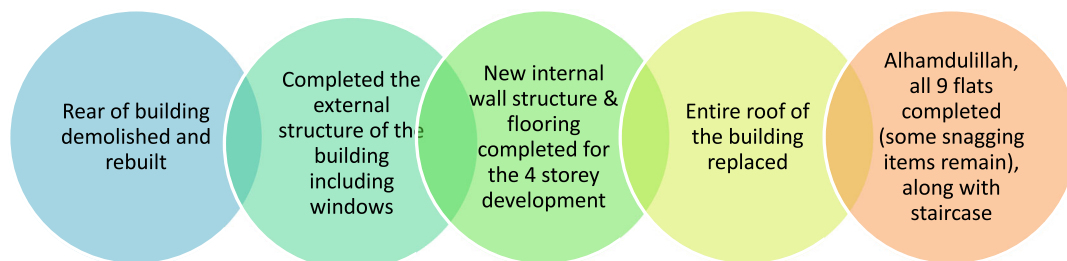 Rear of building
demolished and
rebuilt
Completed the
external
structure of the
building
including
windows
New internal
wall structure &
flooring
completed for
the 4 storey
development
Entire roof of
the building
replaced
Alhamdulillah,
all 9 flats
completed
(some snagging
items remain),
along with
staircase